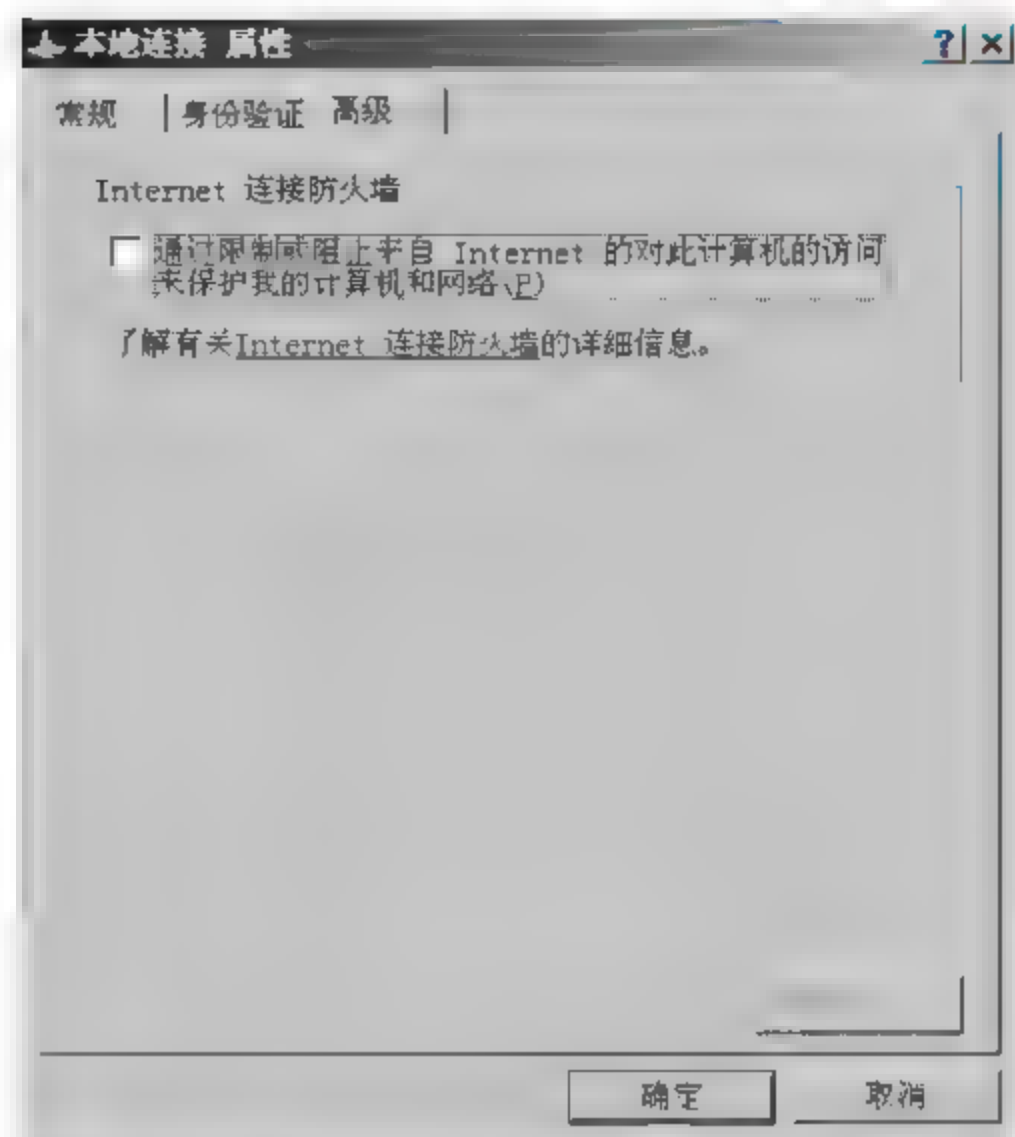 本地连接 属性
常规 身份验证 高级
Internet 连接防火墙
通过限制或阻止来自 Internet 的对此计算机的访问
来保护我的计算机和网络(P)
了解有关Internet 连接防火墙的详细信息。
确定 取消